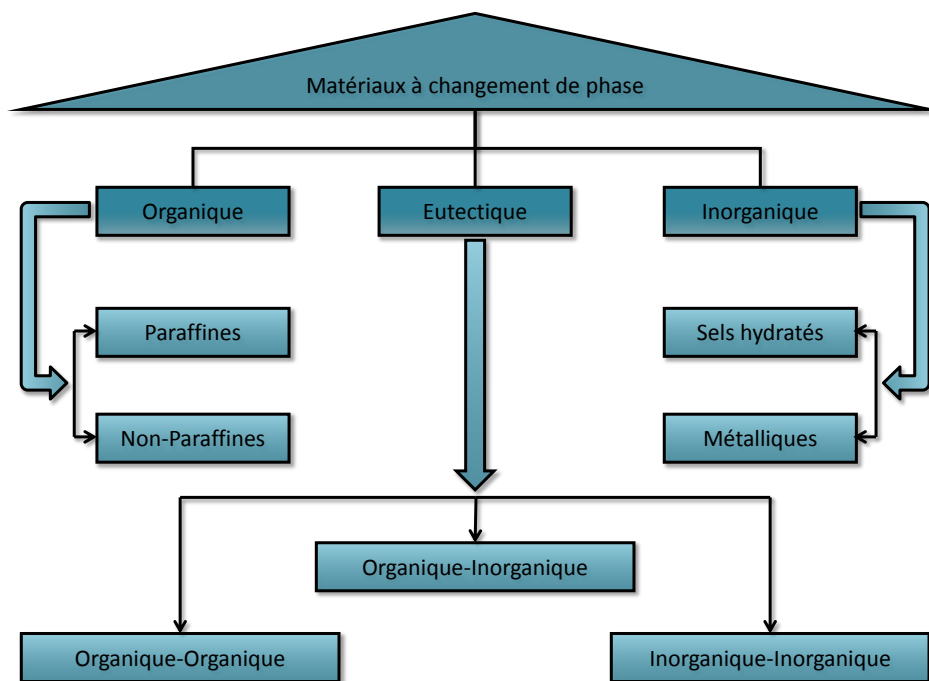 Matériaux à changement de phase
Organique
Eutectique
Inorganique
Paraffines
Sels hydratés
Non-Paraffines
Métalliques
Organique-Inorganique
Organique-Organique
Inorganique-Inorganique